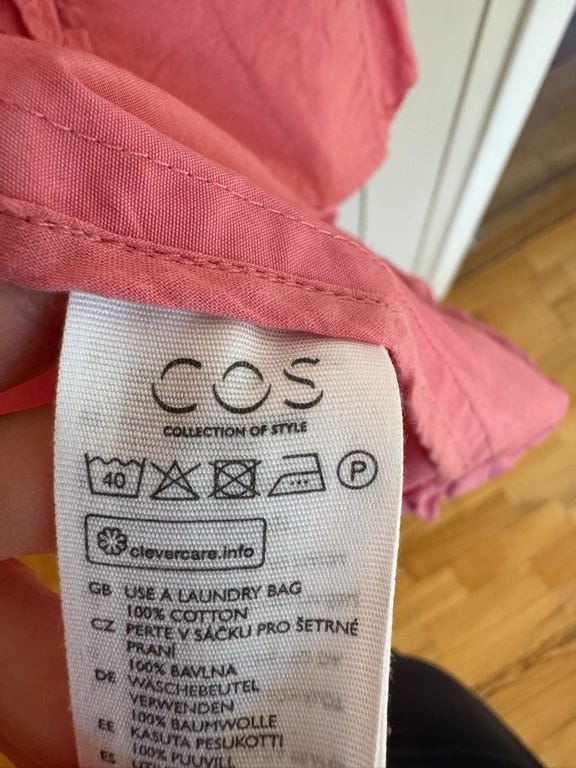 COS
COLLECTION OF STYLE
40 P
clevercare.info
GB USE A LAUNDRY BAG
100% COTTON
CZ PERTE V SÁČKU PRO ŠETRNÉ
PRANÍ
100% BAVLNA
DE WÄSCHEBEUTEL
VERWENDEN
100% BAUMWOLLE
EE KASUTA PESUKOTTI
100% PUUVILL
ES